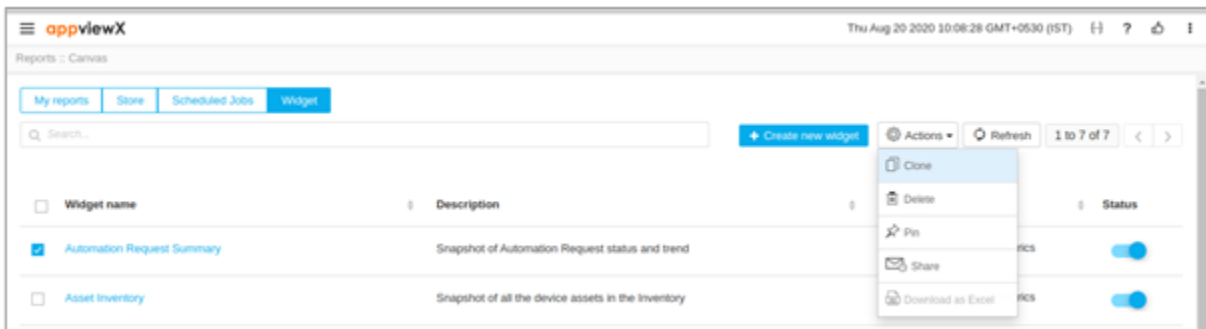 appviewX Thu Aug 20 2020 10:08:28 GMT+0530 (IST) ?
Reports :: Canvas
My reports Store Scheduled Jobs Widget
Search... + Create new widget Actions Refresh 1 to 7 of 7 < >
Clone
Delete
Widget name Description Status
Pin
Automation Request Summary Snapshot of Automation Request status and trend rics
Share
Asset Inventory Snapshot of all the device assets in the Inventory rics
Download as Excel